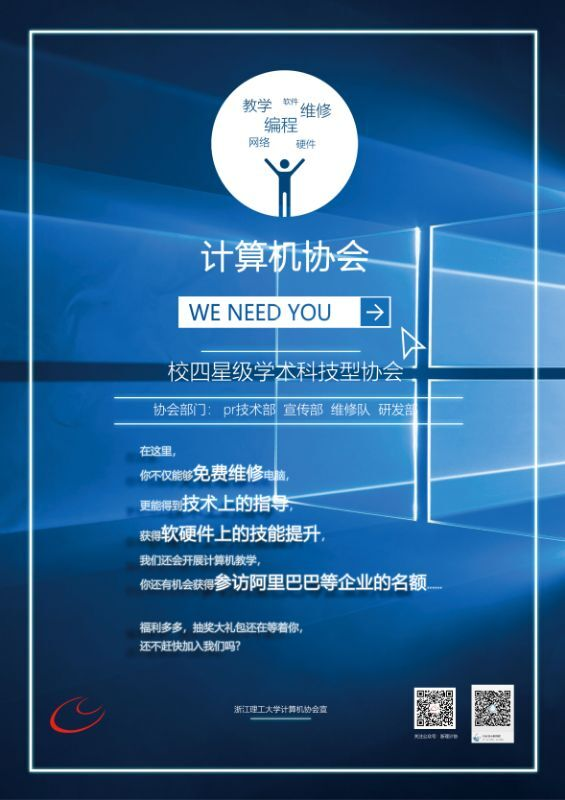 教学
软件
维修
编程
网络
硬件
计算机协会
WE NEED YOU
校四星级学术科技型协会
协会部门： pr技术部 宣传部 维修队 研发部
在这里，
你不仅能够免费维修电脑，
更能得到技术上的指导，
获得软硬件上的技能提升，
我们还会开展计算机教学，
你还有机会获得参访阿里巴巴等企业的名额......
福利多多，抽奖大礼包还在等着你，
还不赶快加入我们吗？
浙江理工大学计算机协会宣
关注公众号